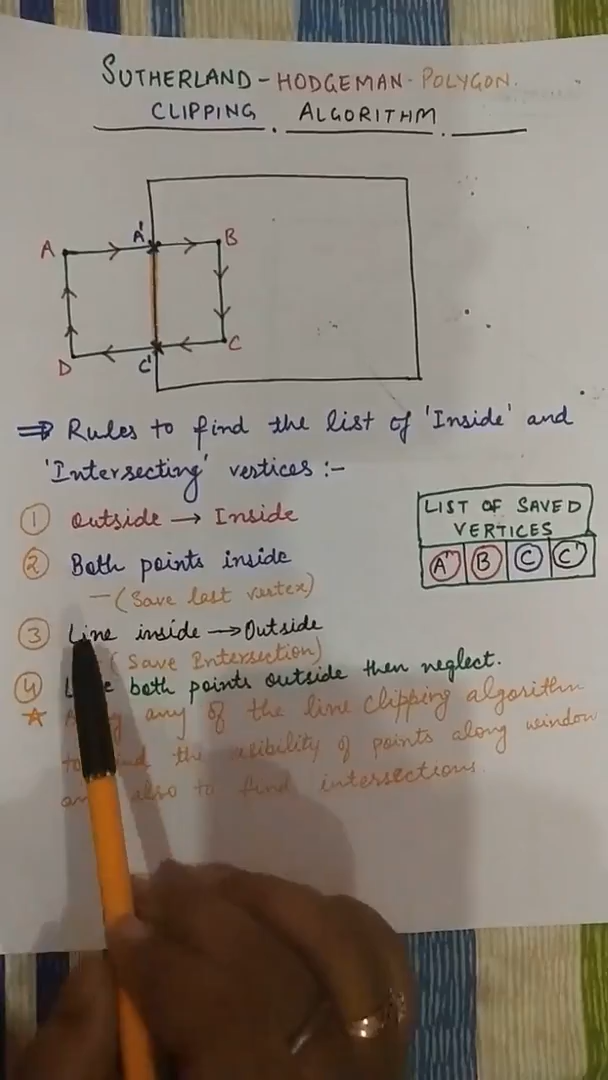 SUTHERLAND-HODGEMAN-POLYGON
CLIPPING ALGORITHM
A
A'
B
C
C'
D
⇒ Rules to find the list of 'Inside' and
'Intersecting' vertices :-
① Outside → Inside
② Both points inside
-(Save last vertex)
③ Line inside → Outside
(Save Intersection)
④ both points outside then neglect.
☆ any of the line clipping algorithm
the visibility of points along window
also to find intersections.
LIST OF SAVED
VERTICES
A' B C C'